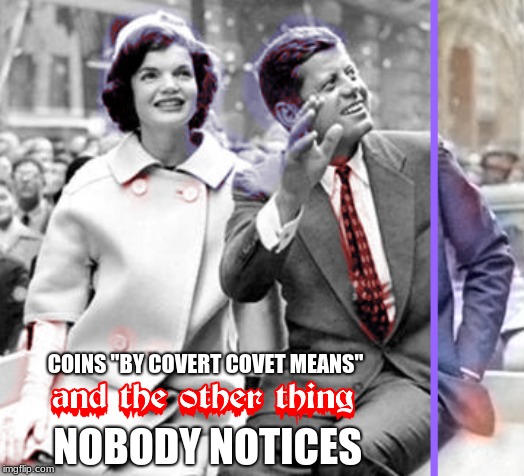 COINS "BY COVERT COVET MEANS"
and the other thing
NOBODY NOTICES
imgflip.com